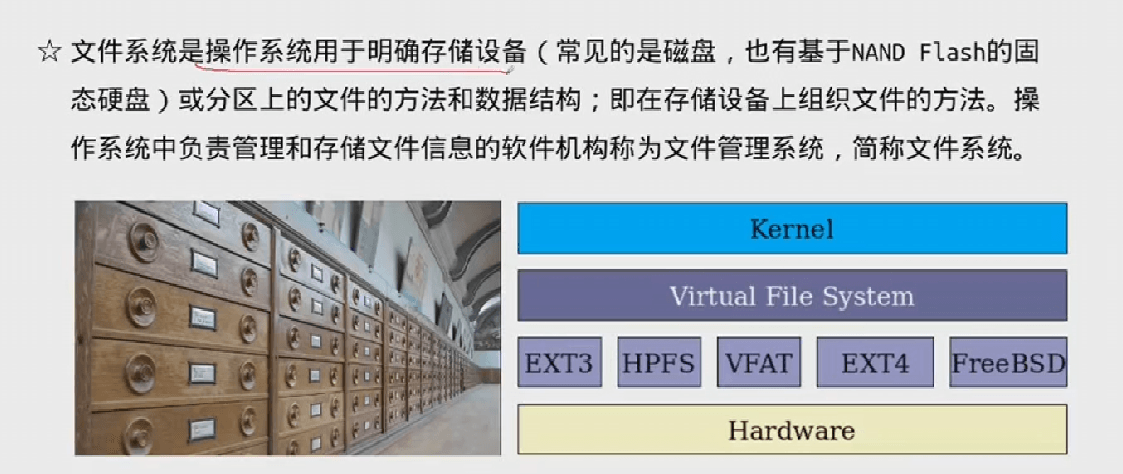 ☆ 文件系统是操作系统用于明确存储设备（常见的是磁盘，也有基于NAND Flash的固
态硬盘）或分区上的文件的方法和数据结构；即在存储设备上组织文件的方法。操
作系统中负责管理和存储文件信息的软件机构称为文件管理系统，简称文件系统。
Kernel
Virtual File System
EXT3 HPFS VFAT EXT4 FreeBSD
Hardware